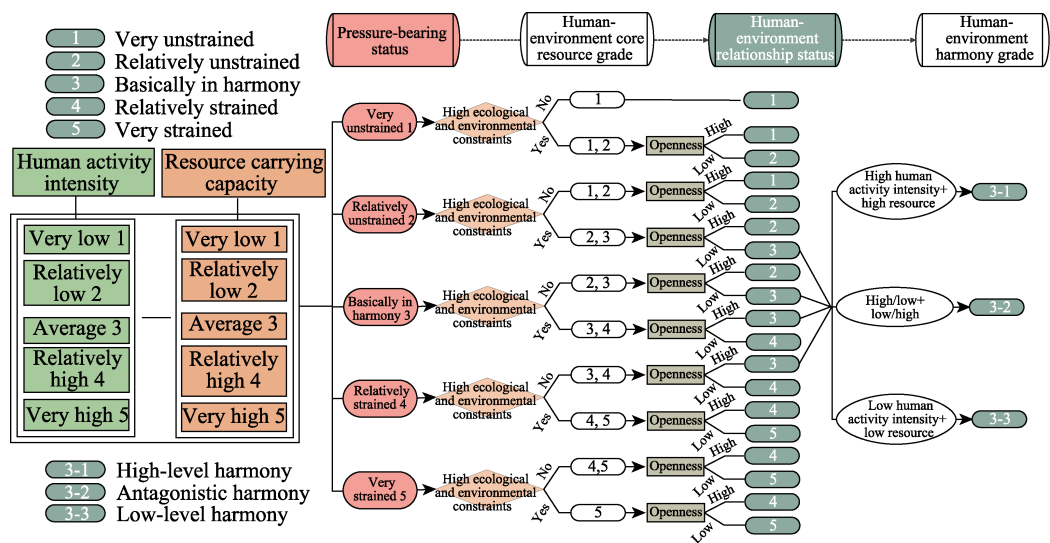 Pressure-bearing
status
Human-
environment core
resource grade
Human-
environment
relationship status
Human-
environment
harmony grade
1 Very unstrained
2 Relatively unstrained
3 Basically in harmony
4 Relatively strained
5 Very strained
Human activity
intensity
Resource carrying
capacity
Very low 1
Relatively
low 2
Average 3
Relatively
high 4
Very high 5
Very low 1
Relatively
low 2
Average 3
Relatively
high 4
Very high 5
3-1 High-level harmony
3-2 Antagonistic harmony
3-3 Low-level harmony
Very
unstrained 1
High ecological
and environmental
constraints
No
1
1
Yes
1, 2
Openness
High
1
Low
2
Relatively
unstrained 2
High ecological
and environmental
constraints
No
1, 2
Openness
High
1
Low
2
Yes
2, 3
Openness
High
2
Low
3
Basically in
harmony 3
High ecological
and environmental
constraints
No
2, 3
Openness
High
2
Low
3
Yes
3, 4
Openness
High
3
Low
4
Relatively
strained 4
High ecological
and environmental
constraints
No
3, 4
Openness
High
3
Low
4
Yes
4, 5
Openness
High
4
Low
5
Very
strained 5
High ecological
and environmental
constraints
No
4,5
Openness
High
4
Low
5
Yes
5
Openness
High
4
Low
5
High human
activity intensity+
high resource
3-1
High/low+
low/high
3-2
Low human
activity intensity+
low resource
3-3